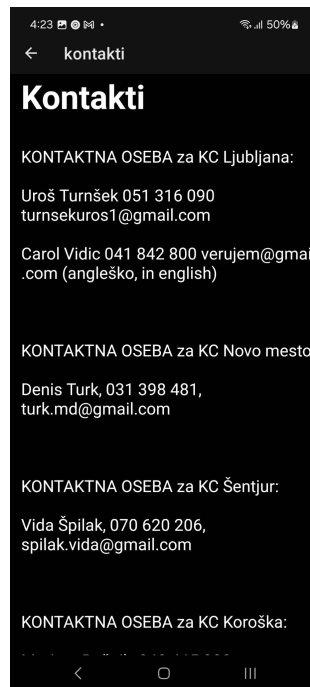 4:23
50%
kontakti
Kontakti
KONTAKTNA OSEBA za KC Ljubljana:
Uroš Turnšek 051 316 090
turnsekuros1@gmail.com
Carol Vidic 041 842 800 verujem@gmai
.com (angleško, in english)
KONTAKTNA OSEBA za KC Novo mesto
Denis Turk, 031 398 481,
turk.md@gmail.com
KONTAKTNA OSEBA za KC Šentjur:
Vida Špilak, 070 620 206,
spilak.vida@gmail.com
KONTAKTNA OSEBA za KC Koroška: